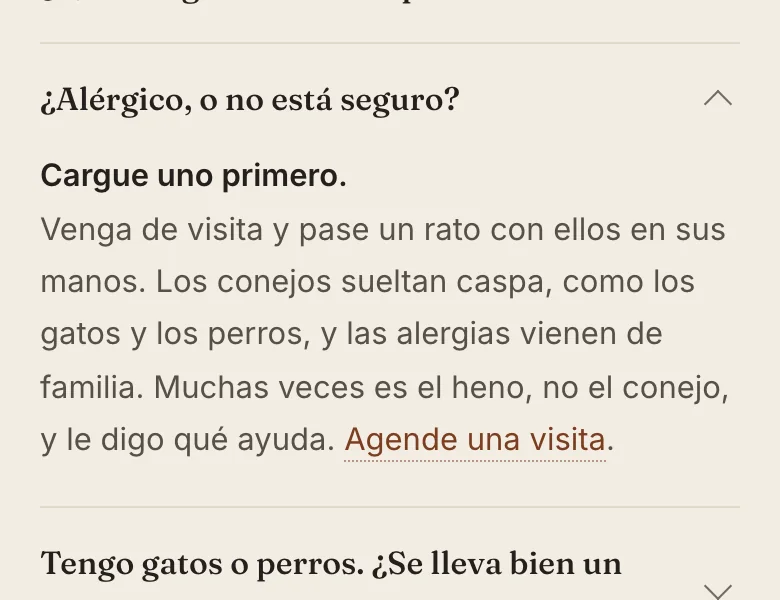 ¿Alérgico, o no está seguro?
Cargue uno primero.
Venga de visita y pase un rato con ellos en sus
manos. Los conejos sueltan caspa, como los
gatos y los perros, y las alergias vienen de
familia. Muchas veces es el heno, no el conejo,
y le digo qué ayuda. Agende una visita.
Tengo gatos o perros. ¿Se lleva bien un